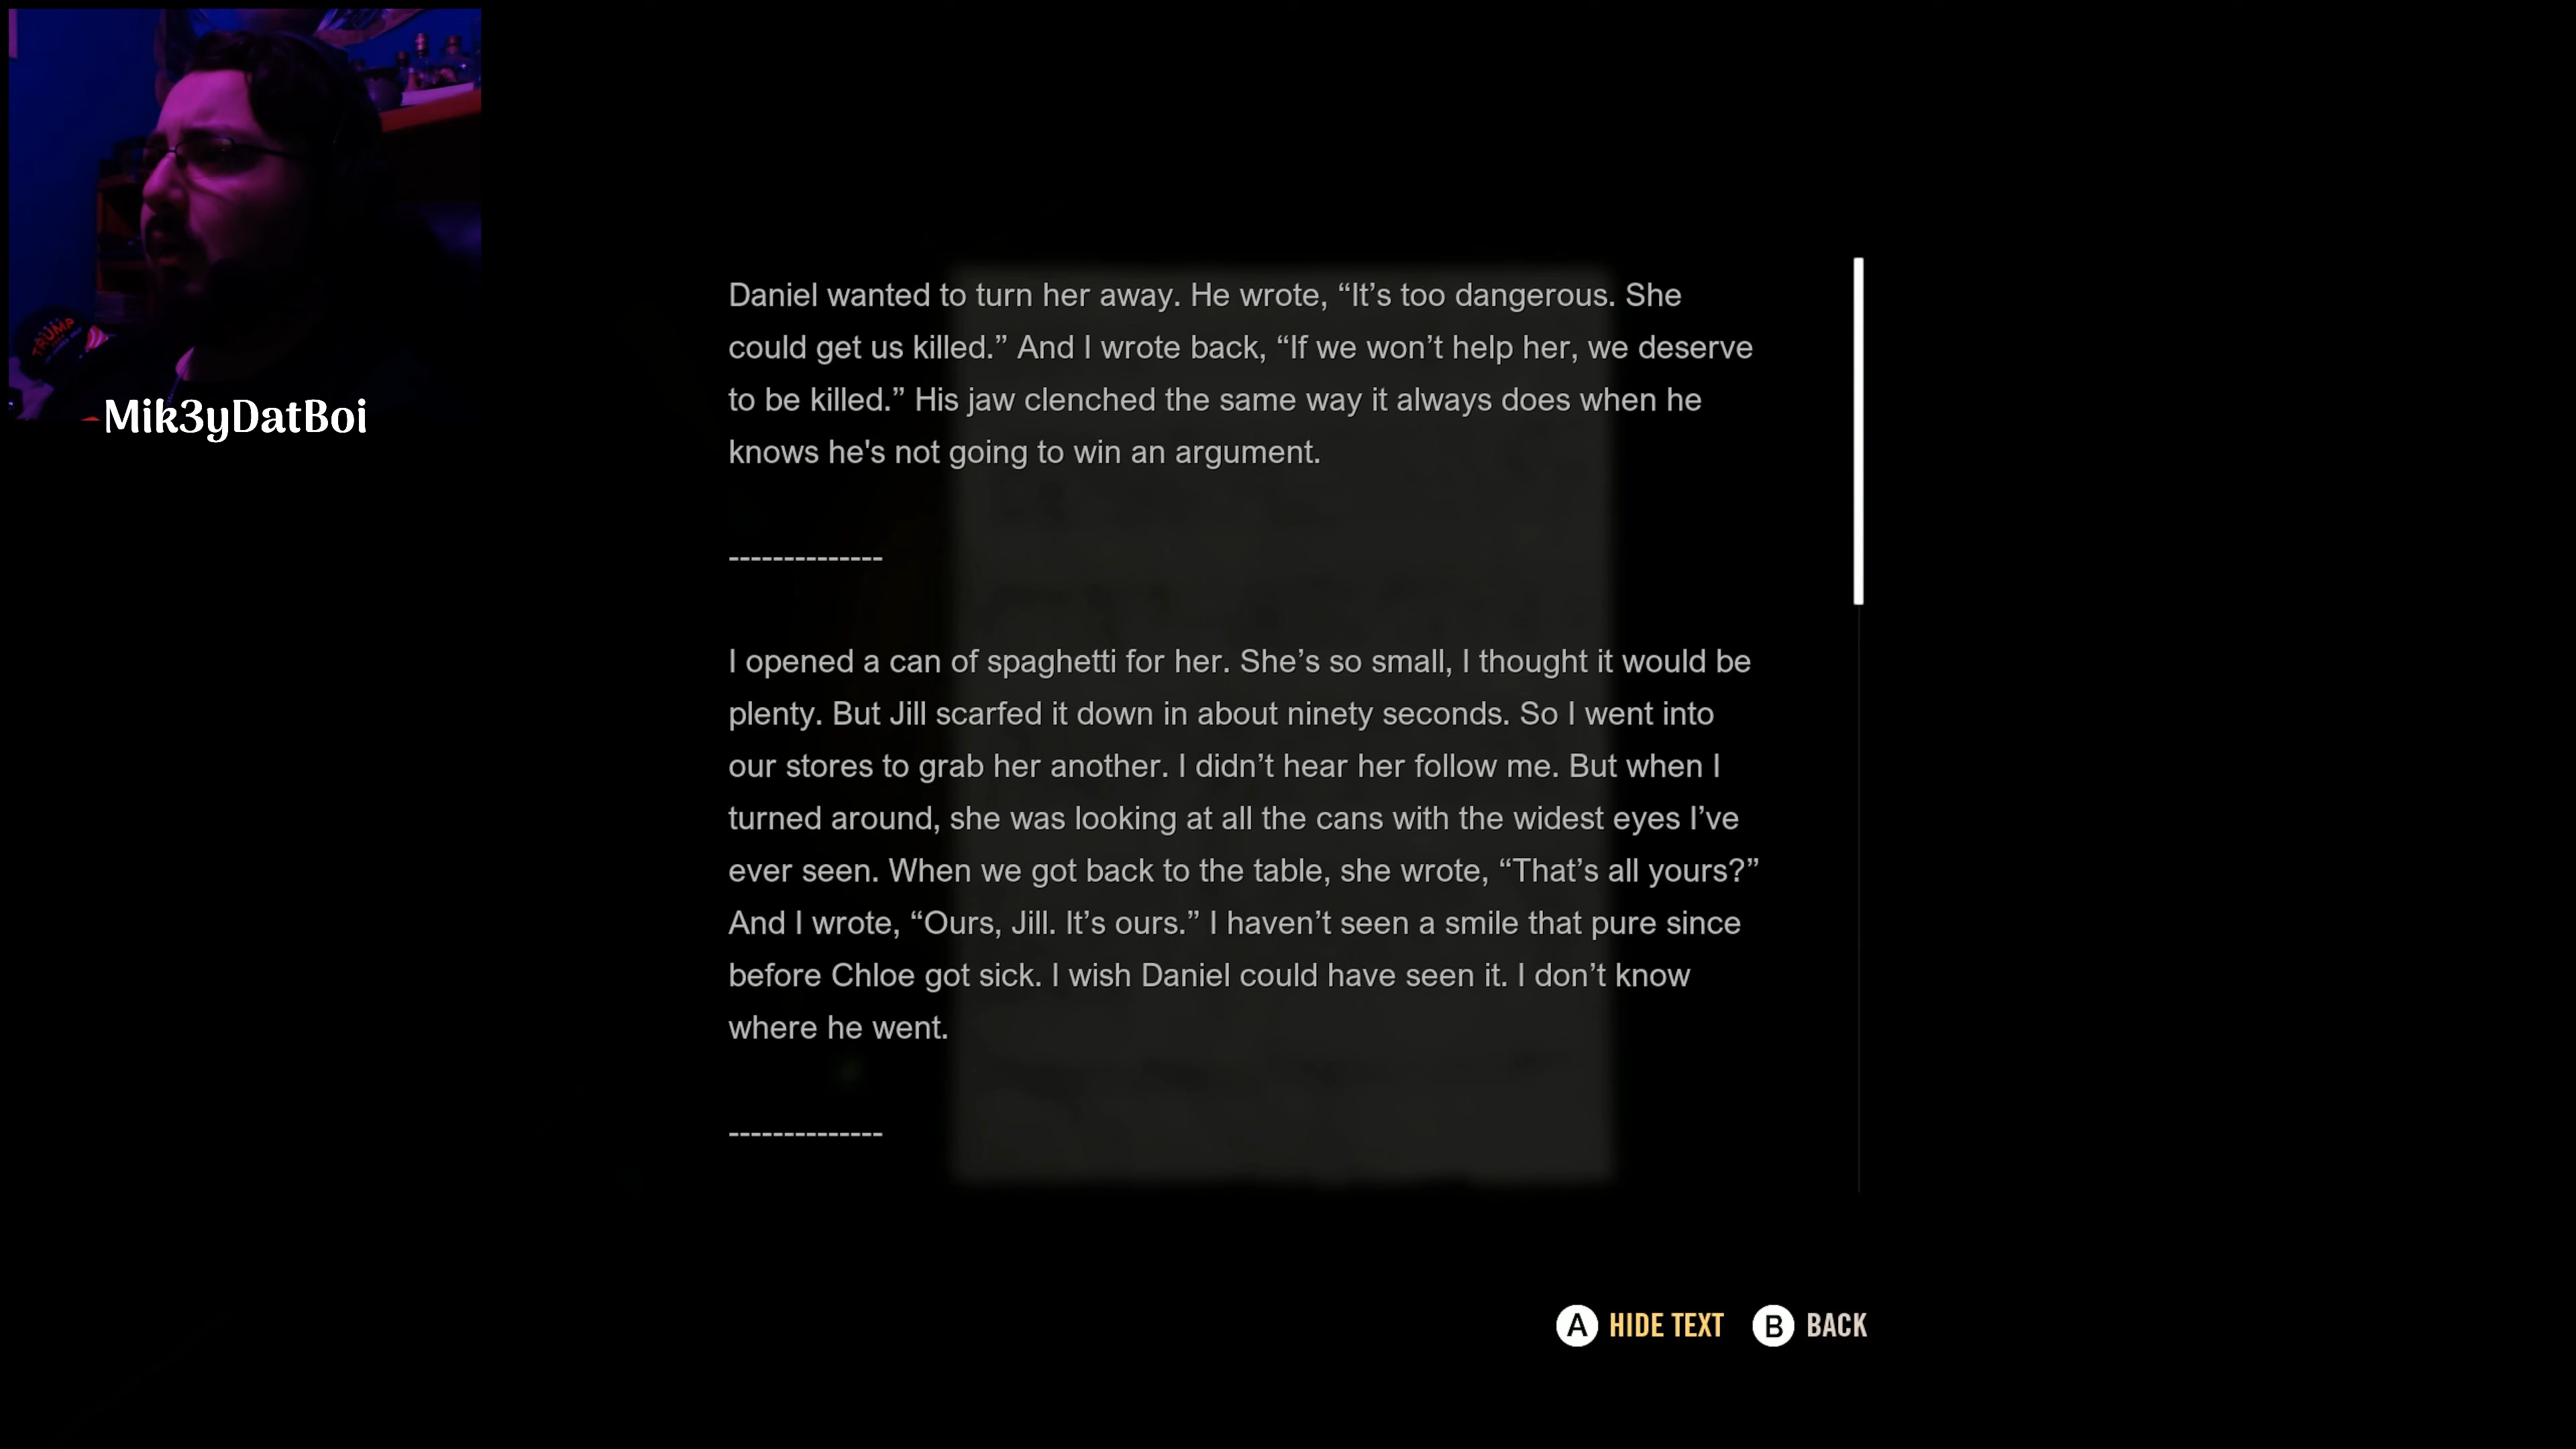 TRUMP
Mik3yDatBoi
Daniel wanted to turn her away. He wrote, “It’s too dangerous. She
could get us killed.” And I wrote back, “If we won’t help her, we deserve
to be killed.” His jaw clenched the same way it always does when he
knows he's not going to win an argument.
--------------
I opened a can of spaghetti for her. She’s so small, I thought it would be
plenty. But Jill scarfed it down in about ninety seconds. So I went into
our stores to grab her another. I didn’t hear her follow me. But when I
turned around, she was looking at all the cans with the widest eyes I’ve
ever seen. When we got back to the table, she wrote, “That’s all yours?”
And I wrote, “Ours, Jill. It’s ours.” I haven’t seen a smile that pure since
before Chloe got sick. I wish Daniel could have seen it. I don’t know
where he went.
--------------
A HIDE TEXT B BACK